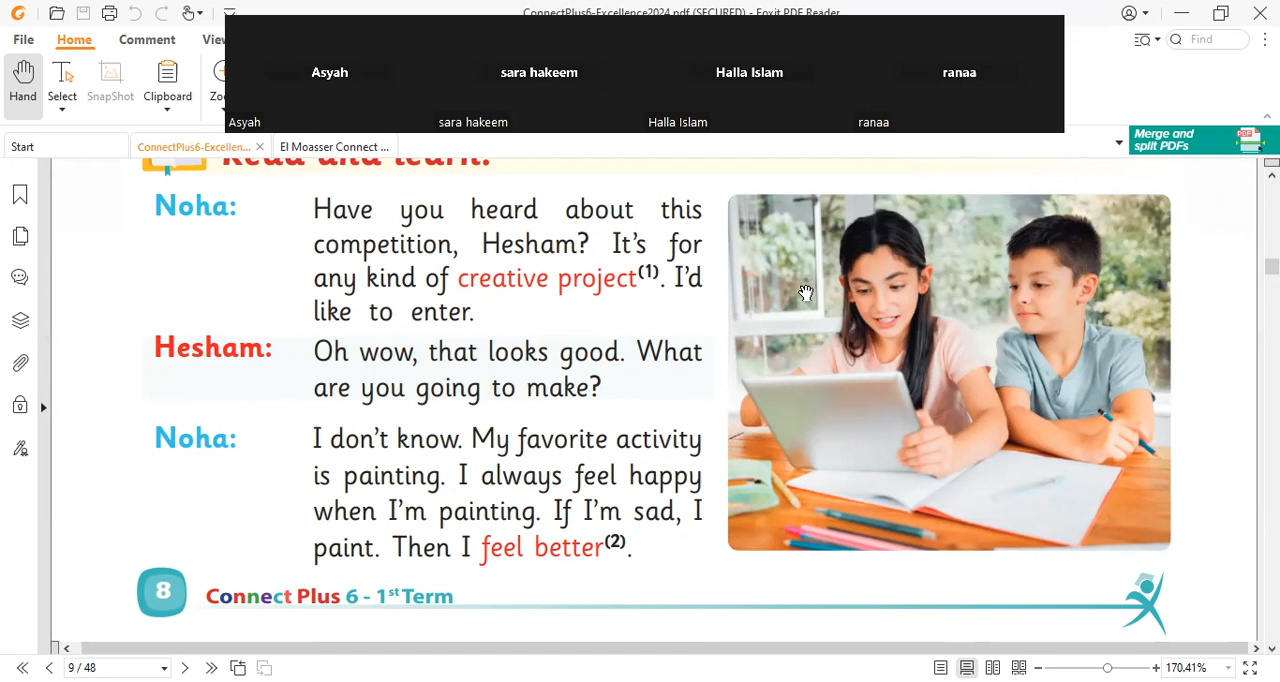 ConnectPlus6-Excellence2024.pdf (SECURED) - Foxit PDF Reader
File Home Comment View
Find
Hand Select SnapShot Clipboard
Asyah sara hakeem Halla Islam ranaa
Asyah sara hakeem Halla Islam ranaa
Start ConnectPlus6-Excellen... El Moasser Connect ...
Merge and
split PDFs
Read and learn:
Noha: Have you heard about this
competition, Hesham? It's for
any kind of creative project(1). I'd
like to enter.
Hesham: Oh wow, that looks good. What
are you going to make?
Noha: I don't know. My favorite activity
is painting. I always feel happy
when I'm painting. If I'm sad, I
paint. Then I feel better(2).
8 Connect Plus 6 - 1st Term
9 / 48 170.41%